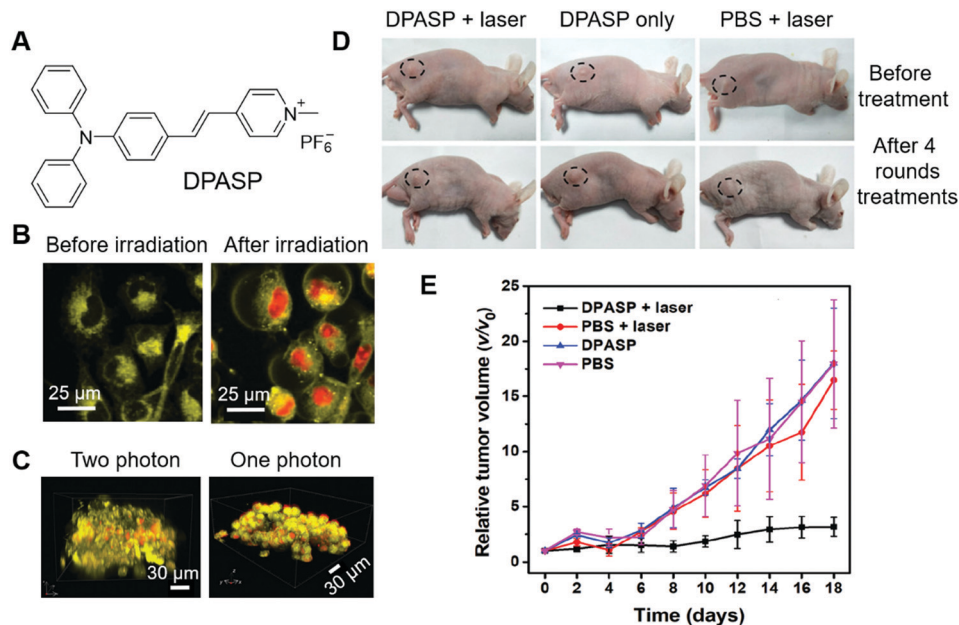 A
N
N
+
PF6−
DPASP
B
Before irradiation
After irradiation
25 µm
25 µm
C
Two photon
One photon
30 µm
30 µm
D
DPASP + laser
DPASP only
PBS + laser
Before
treatment
After 4
rounds
treatments
E
Relative tumor volume (v/v0)
25
20
15
10
5
0
DPASP + laser
PBS + laser
DPASP
PBS
0 2 4 6 8 10 12 14 16 18
Time (days)